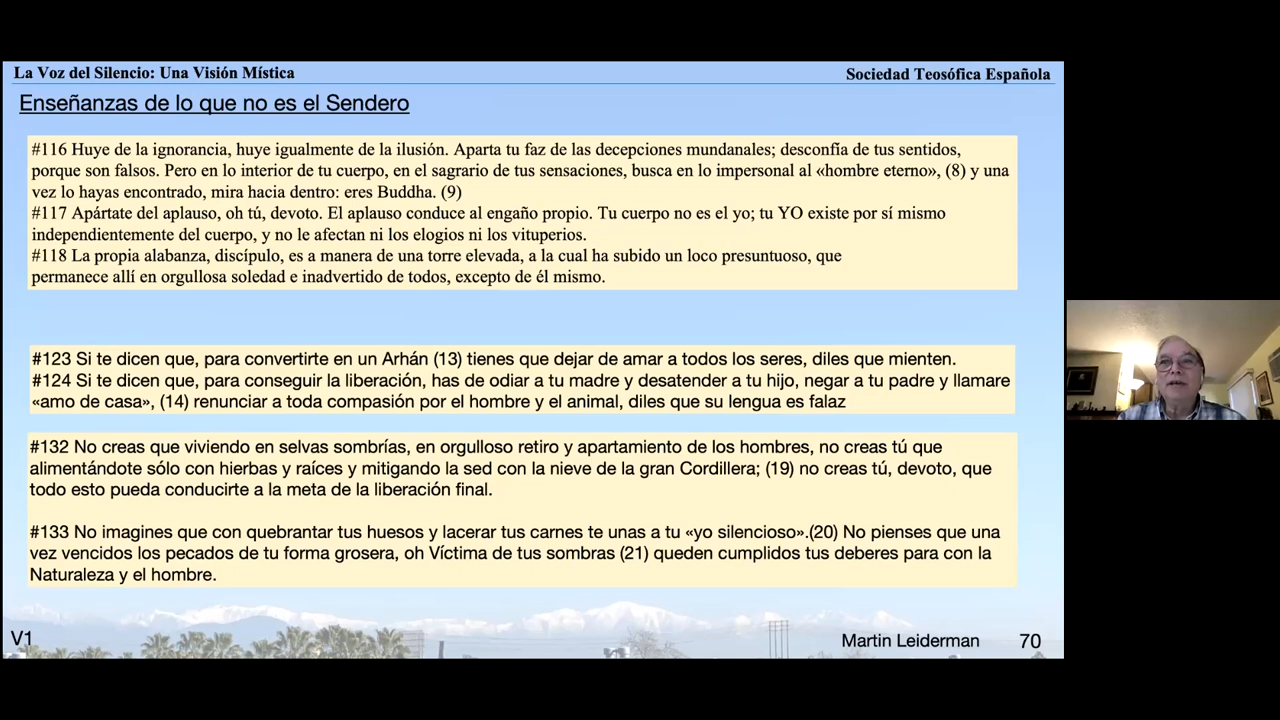 La Voz del Silencio: Una Visión Mística
Sociedad Teosófica Española
Enseñanzas de lo que no es el Sendero
#116 Huye de la ignorancia, huye igualmente de la ilusión. Aparta tu faz de las decepciones mundanales; desconfía de tus sentidos,
porque son falsos. Pero en lo interior de tu cuerpo, en el sagrario de tus sensaciones, busca en lo impersonal al «hombre eterno», (8) y una
vez lo hayas encontrado, mira hacia dentro: eres Buddha. (9)
#117 Apártate del aplauso, oh tú, devoto. El aplauso conduce al engaño propio. Tu cuerpo no es el yo; tu YO existe por sí mismo
independientemente del cuerpo, y no le afectan ni los elogios ni los vituperios.
#118 La propia alabanza, discípulo, es a manera de una torre elevada, a la cual ha subido un loco presuntuoso, que
permanece allí en orgullosa soledad e inadvertido de todos, excepto de él mismo.
#123 Si te dicen que, para convertirte en un Arhán (13) tienes que dejar de amar a todos los seres, diles que mienten.
#124 Si te dicen que, para conseguir la liberación, has de odiar a tu madre y desatender a tu hijo, negar a tu padre y llamare
«amo de casa», (14) renunciar a toda compasión por el hombre y el animal, diles que su lengua es falaz
#132 No creas que viviendo en selvas sombrías, en orgulloso retiro y apartamiento de los hombres, no creas tú que
alimentándote sólo con hierbas y raíces y mitigando la sed con la nieve de la gran Cordillera; (19) no creas tú, devoto, que
todo esto pueda conducirte a la meta de la liberación final.
#133 No imagines que con quebrantar tus huesos y lacerar tus carnes te unas a tu «yo silencioso».(20) No pienses que una
vez vencidos los pecados de tu forma grosera, oh Víctima de tus sombras (21) queden cumplidos tus deberes para con la
Naturaleza y el hombre.
V1
Martin Leiderman
70